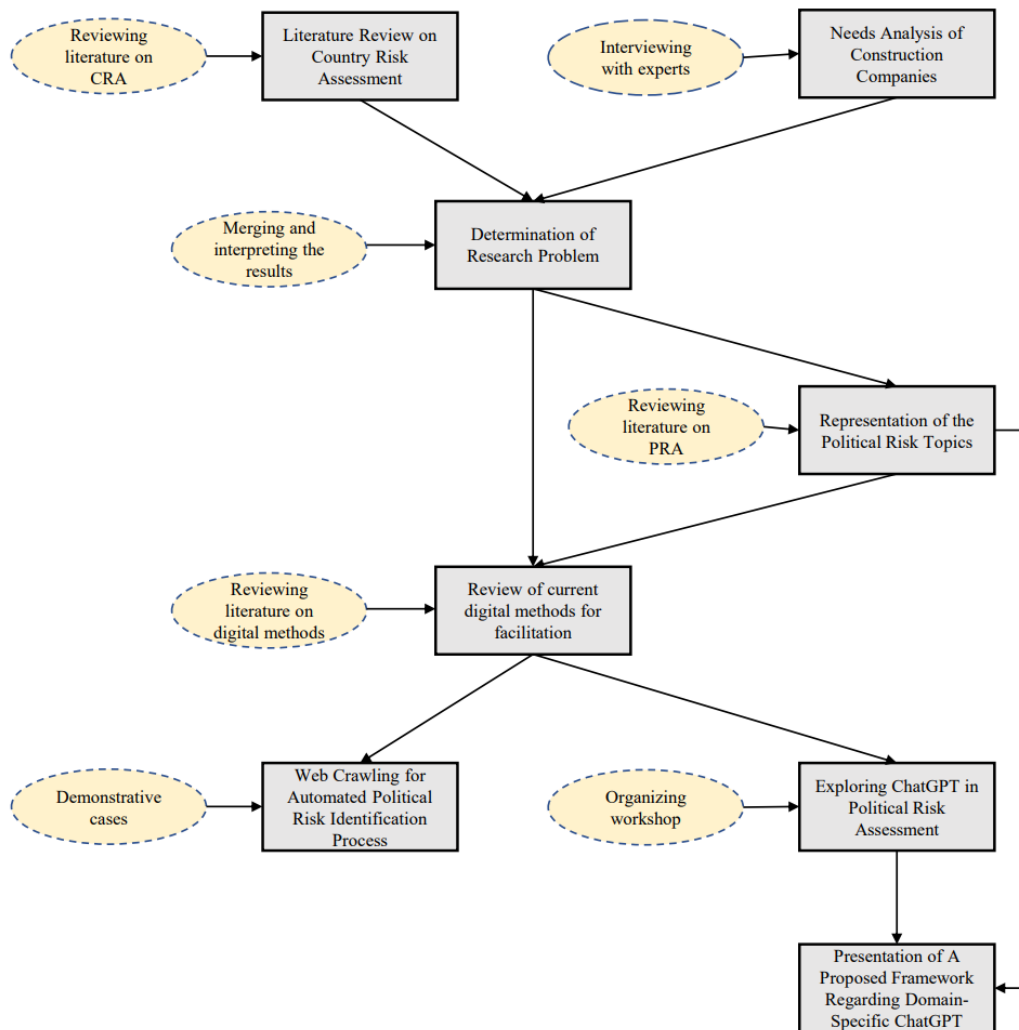 Reviewing
literature on
CRA
Literature Review on
Country Risk
Assessment
Interviewing
with experts
Needs Analysis of
Construction
Companies
Merging and
interpreting the
results
Determination of
Research Problem
Reviewing
literature on
PRA
Representation of the
Political Risk Topics
Reviewing
literature on
digital methods
Review of current
digital methods for
facilitation
Demonstrative
cases
Web Crawling for
Automated Political
Risk Identification
Process
Organizing
workshop
Exploring ChatGPT in
Political Risk
Assessment
Presentation of A
Proposed Framework
Regarding Domain-
Specific ChatGPT